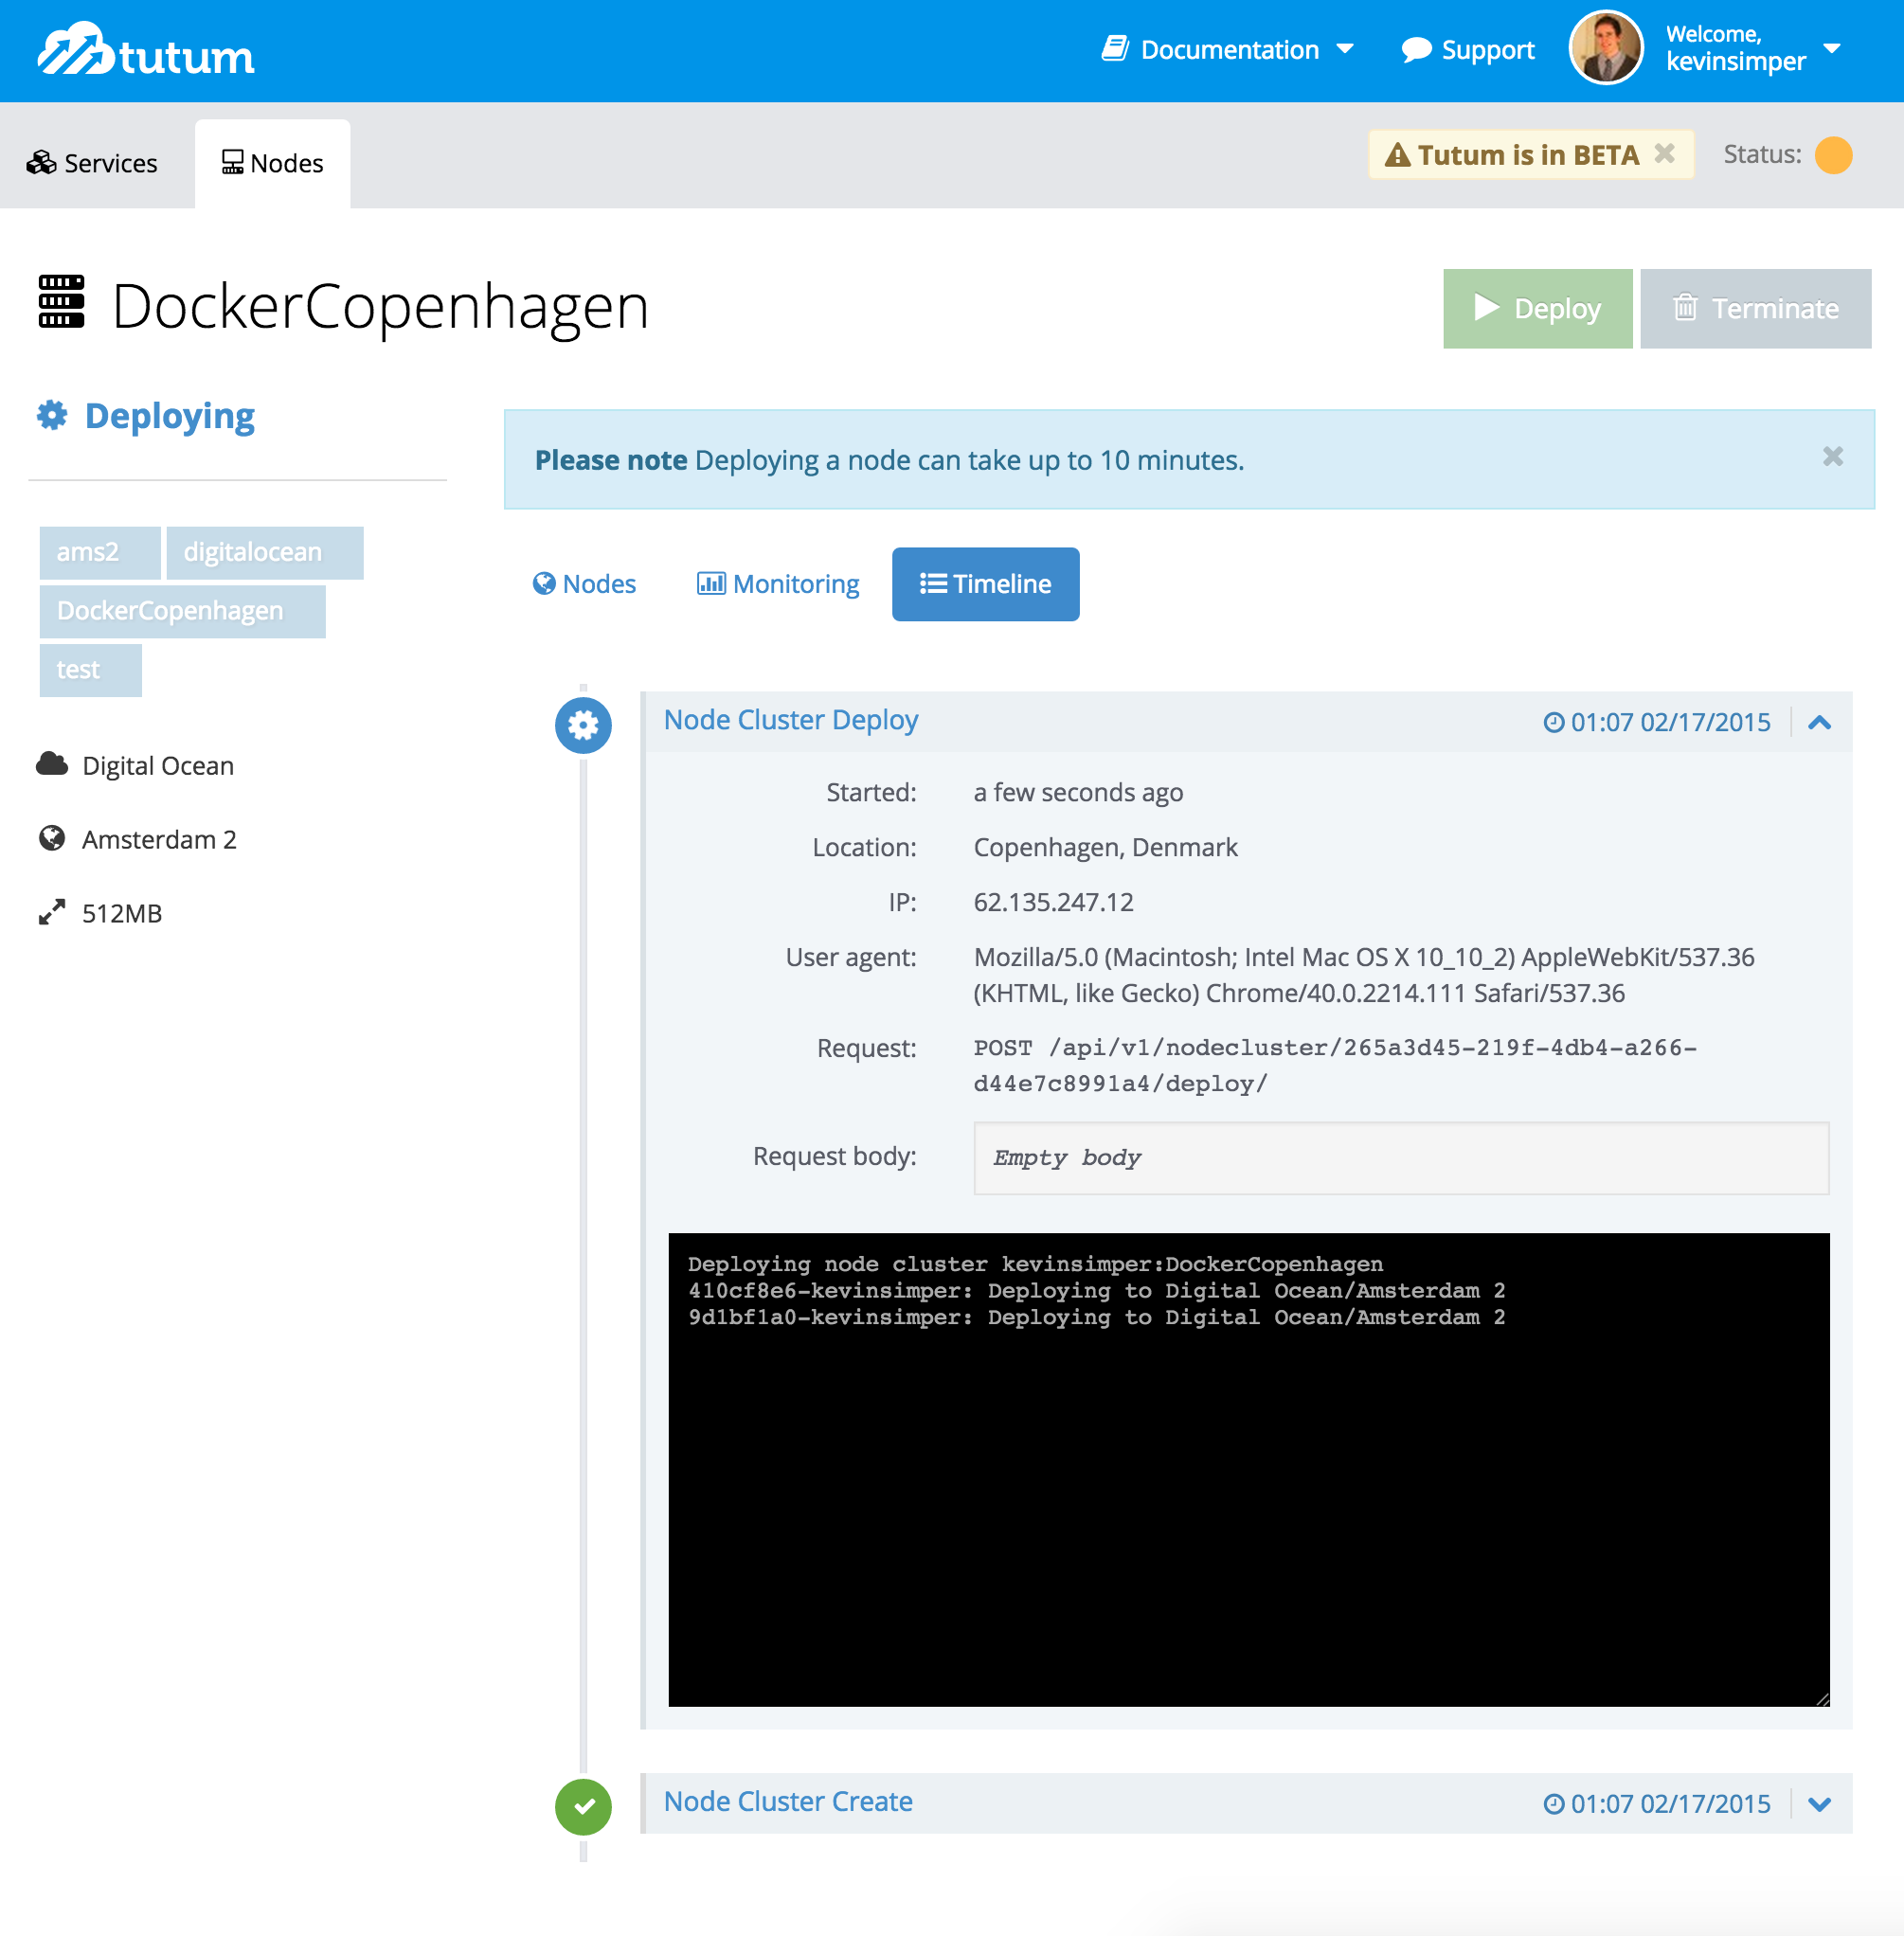 tutum
Documentation
Support
Welcome,
kevinsimper
Services
Nodes
Tutum is in BETA
Status:
DockerCopenhagen
Deploy
Terminate
Deploying
Please note Deploying a node can take up to 10 minutes.
ams2
digitalocean
DockerCopenhagen
test
Digital Ocean
Amsterdam 2
512MB
Nodes
Monitoring
Timeline
Node Cluster Deploy
01:07 02/17/2015
Started: a few seconds ago
Location: Copenhagen, Denmark
IP: 62.135.247.12
User agent: Mozilla/5.0 (Macintosh; Intel Mac OS X 10_10_2) AppleWebKit/537.36
(KHTML, like Gecko) Chrome/40.0.2214.111 Safari/537.36
Request: POST /api/v1/nodecluster/265a3d45-219f-4db4-a266-
d44e7c8991a4/deploy/
Request body: Empty body
Deploying node cluster kevinsimper:DockerCopenhagen
410cf8e6-kevinsimper: Deploying to Digital Ocean/Amsterdam 2
9d1bf1a0-kevinsimper: Deploying to Digital Ocean/Amsterdam 2
Node Cluster Create
01:07 02/17/2015